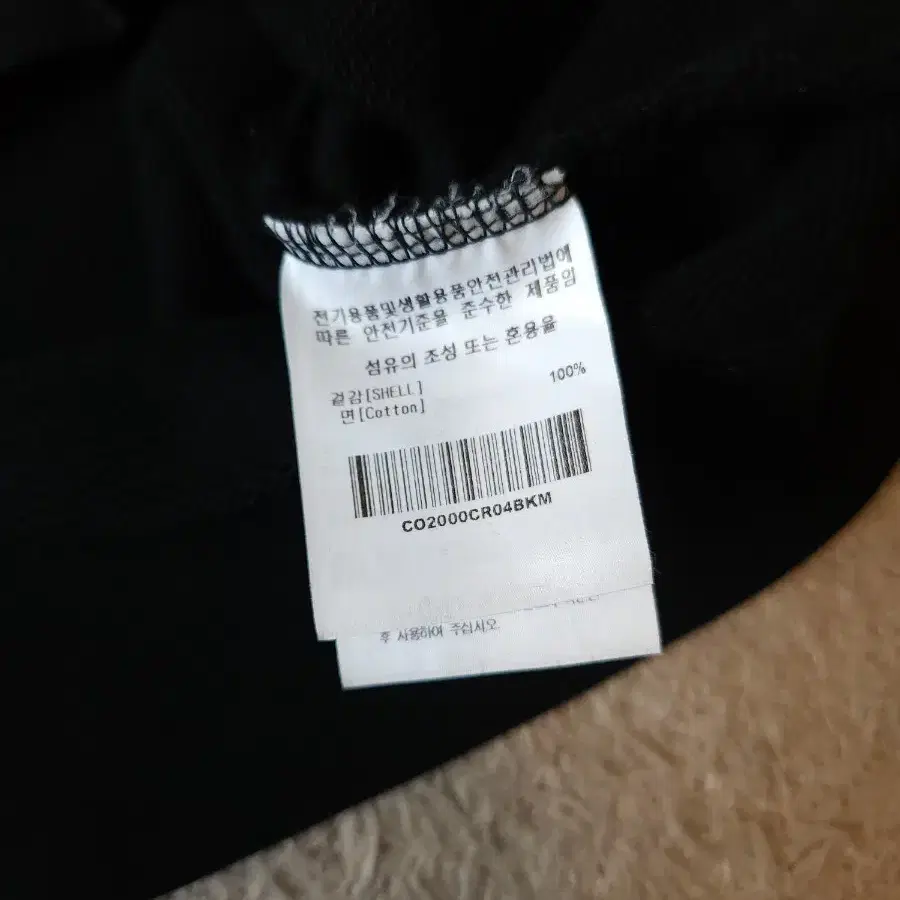 전기용품및생활용품안전관리법에
따른 안전기준을 준수한 제품임
섬유의 조성 또는 혼용율
겉감[SHELL]
면[Cotton] 100%
CO2000CR04BKM
후 사용하여 주십시오.